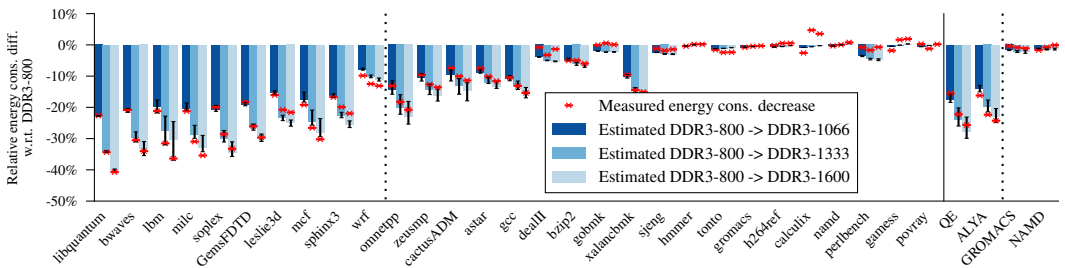 Relative energy cons. diff.
w.r.t. DDR3-800
10%
0%
-10%
-20%
-30%
-40%
-50%
Measured energy cons. decrease
Estimated DDR3-800 -> DDR3-1066
Estimated DDR3-800 -> DDR3-1333
Estimated DDR3-800 -> DDR3-1600
libquantum
bwaves
lbm
milc
soplex
GemsFDTD
leslie3d
mcf
sphinx3
wrf
omnetpp
zeusmp
cactusADM
astar
gcc
dealII
bzip2
gobmk
xalancbmk
sjeng
hmmer
tonto
gromacs
h264ref
calculix
namd
perlbench
gamess
povray
QE
ALYA
GROMACS
NAMD